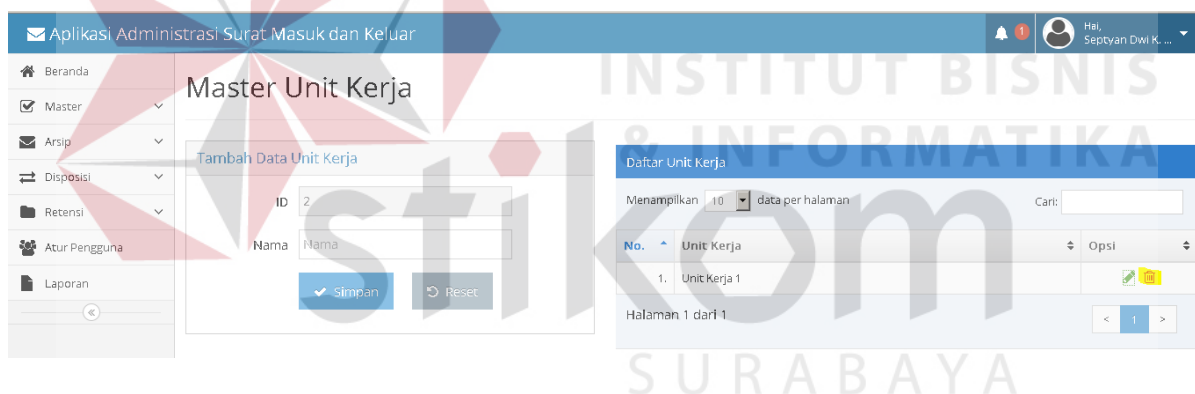 Aplikasi Administrasi Surat Masuk dan Keluar
1
Hai,
Septyan Dwi K. ...
Beranda
Master
Arsip
Disposisi
Retensi
Atur Pengguna
Laporan
Master Unit Kerja
Tambah Data Unit Kerja
ID 2
Nama Nama
Simpan Reset
Daftar Unit Kerja
Menampilkan 10 data per halaman Cari:
No. Unit Kerja Opsi
1. Unit Kerja 1
Halaman 1 dari 1
< 1 >
INSTITUT BISNIS
& INFORMATIKA
stikom
SURABAYA